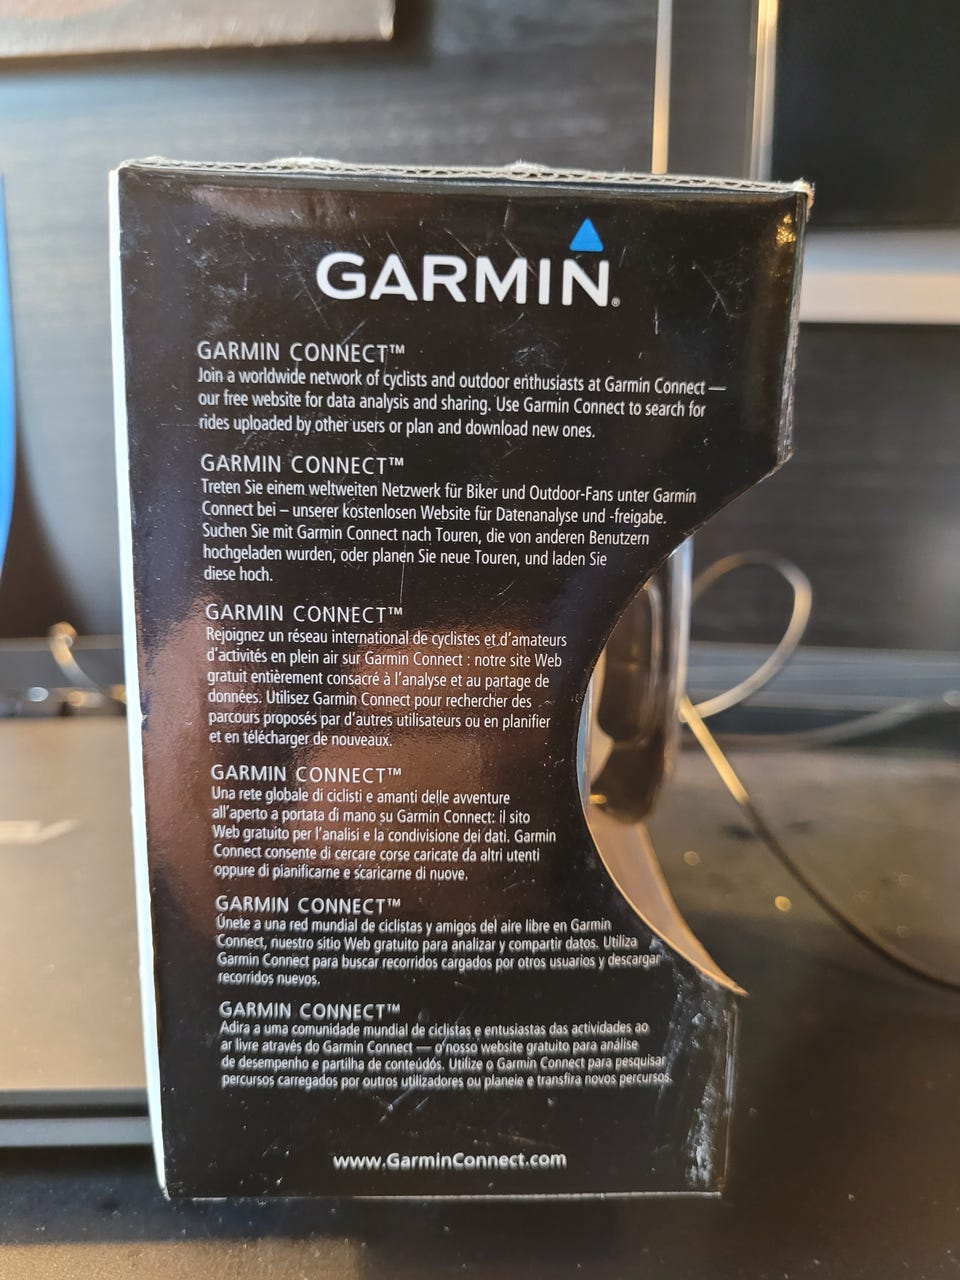 GARMIN®
GARMIN CONNECT™
Join a worldwide network of cyclists and outdoor enthusiasts at Garmin Connect —
our free website for data analysis and sharing. Use Garmin Connect to search for
rides uploaded by other users or plan and download new ones.
GARMIN CONNECT™
Treten Sie einem weltweiten Netzwerk für Biker und Outdoor-Fans unter Garmin
Connect bei – unserer kostenlosen Website für Datenanalyse und -freigabe.
Suchen Sie mit Garmin Connect nach Touren, die von anderen Benutzern
hochgeladen wurden, oder planen Sie neue Touren, und laden Sie
diese hoch.
GARMIN CONNECT™
Rejoignez un réseau international de cyclistes et d'amateurs
d'activités en plein air sur Garmin Connect : notre site Web
gratuit entièrement consacré à l'analyse et au partage de
données. Utilisez Garmin Connect pour rechercher des
parcours proposés par d'autres utilisateurs ou en planifier
et en télécharger de nouveaux.
GARMIN CONNECT™
Una rete globale di ciclisti e amanti delle avventure
all'aperto a portata di mano su Garmin Connect: il sito
Web gratuito per l'analisi e la condivisione dei dati. Garmin
Connect consente di cercare corse caricate da altri utenti
oppure di pianificarne e scaricarne di nuove.
GARMIN CONNECT™
Únete a una red mundial de ciclistas y amigos del aire libre en Garmin
Connect, nuestro sitio Web gratuito para analizar y compartir datos. Utiliza
Garmin Connect para buscar recorridos cargados por otros usuarios y descargar
recorridos nuevos.
GARMIN CONNECT™
Adira a uma comunidade mundial de ciclistas e entusiastas das actividades ao
ar livre através do Garmin Connect — o nosso website gratuito para análise
de desempenho e partilha de conteúdos. Utilize o Garmin Connect para pesquisar
percursos carregados por outros utilizadores ou planeie e transfira novos percursos.
www.GarminConnect.com